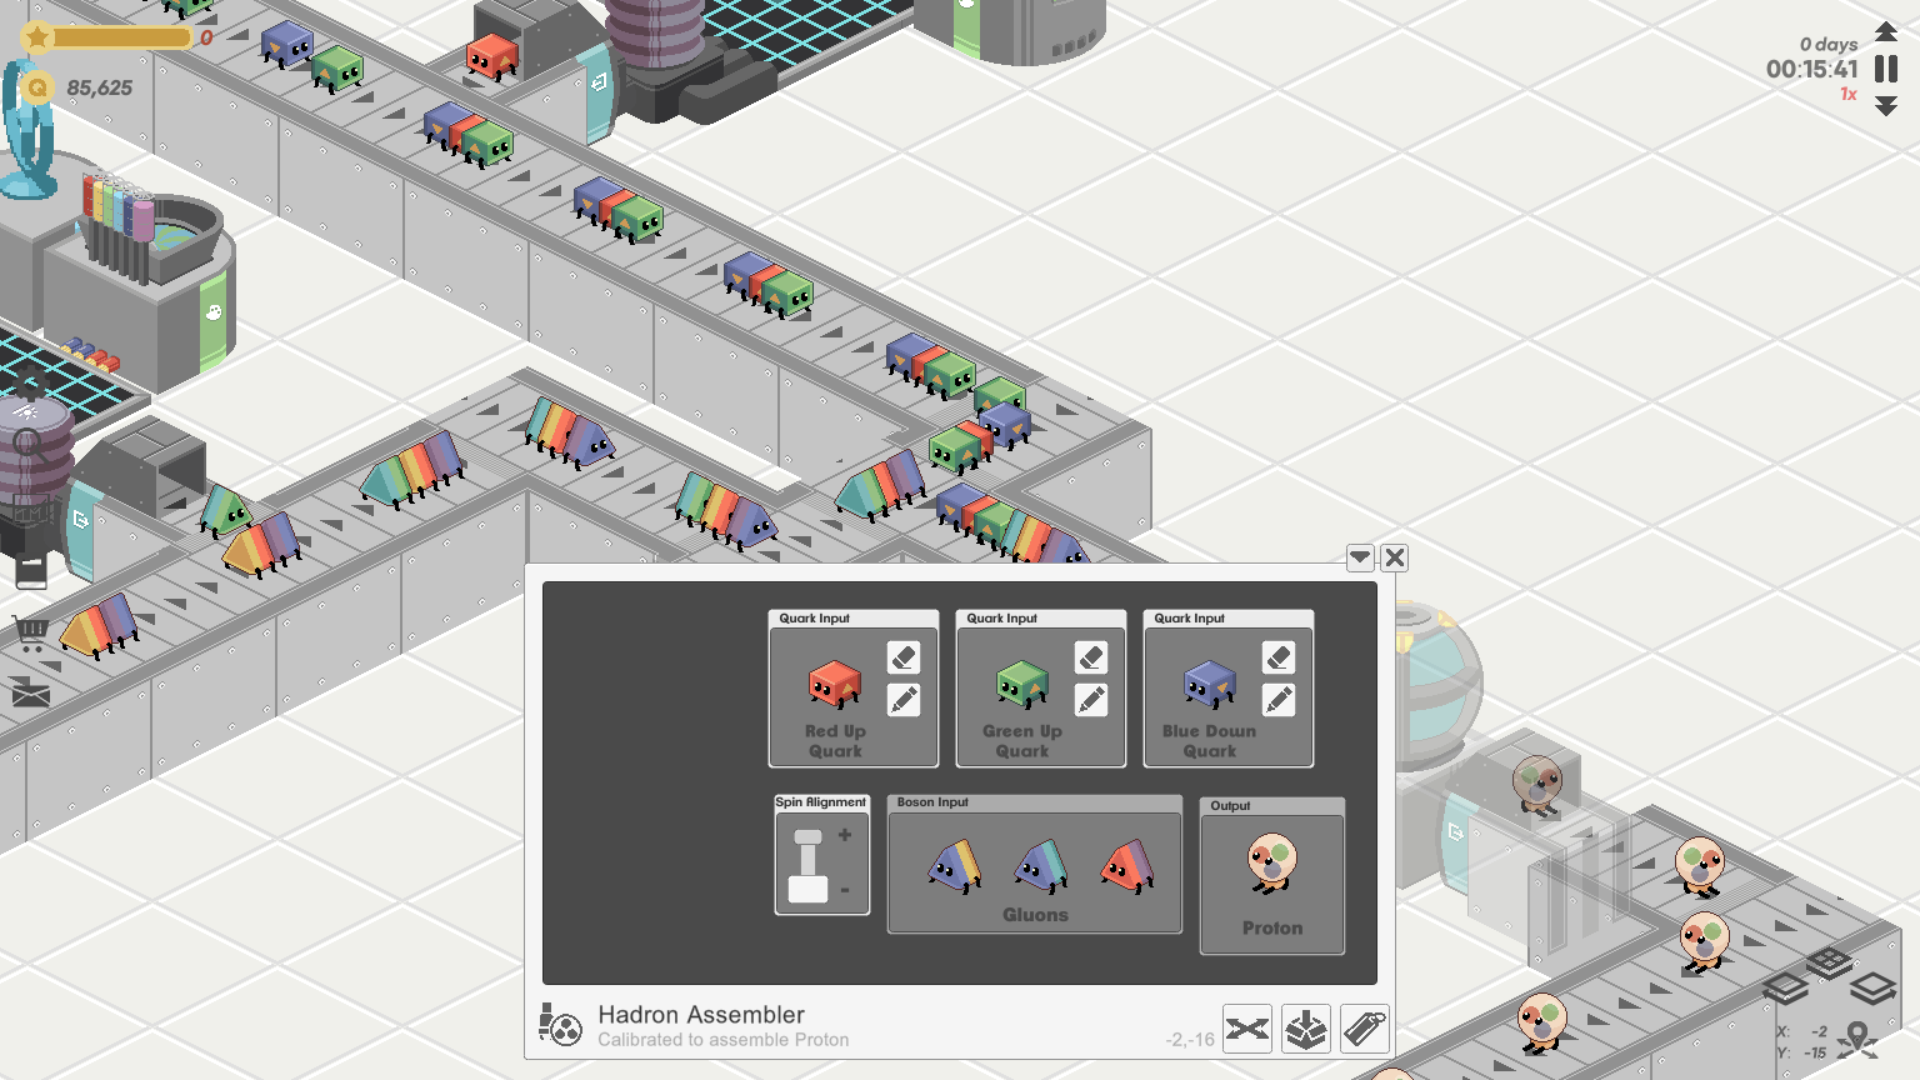 0
Q 85,625
0 days
00:15:41
1x
Quark Input
Quark Input
Quark Input
Red Up
Quark
Green Up
Quark
Blue Down
Quark
Spin Alignment
+
-
Boson Input
Gluons
Output
Proton
Hadron Assembler
Calibrated to assemble Proton
-2,-16
X: -2
Y: -15